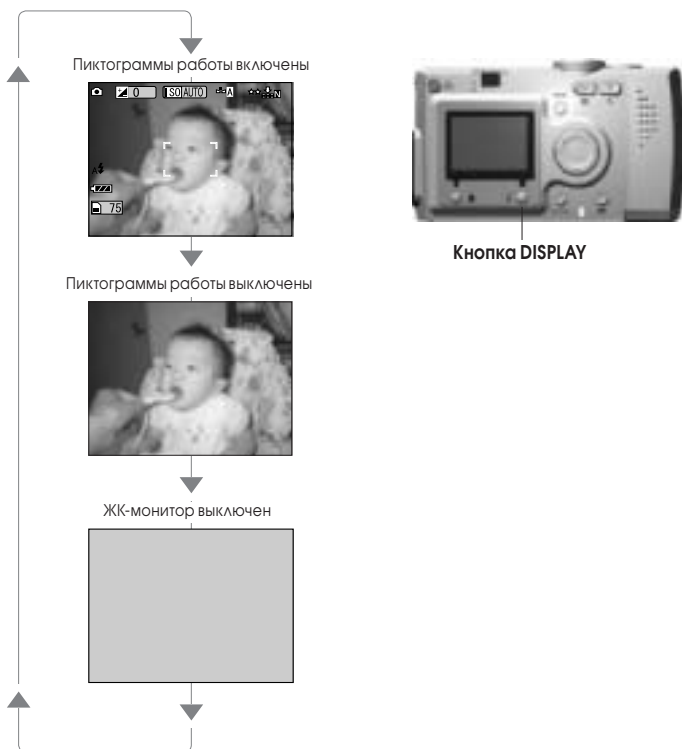 Пиктограммы работы включены
0 ISO AUTO A N
A
75
Кнопка DISPLAY
Пиктограммы работы выключены
ЖК-монитор выключен